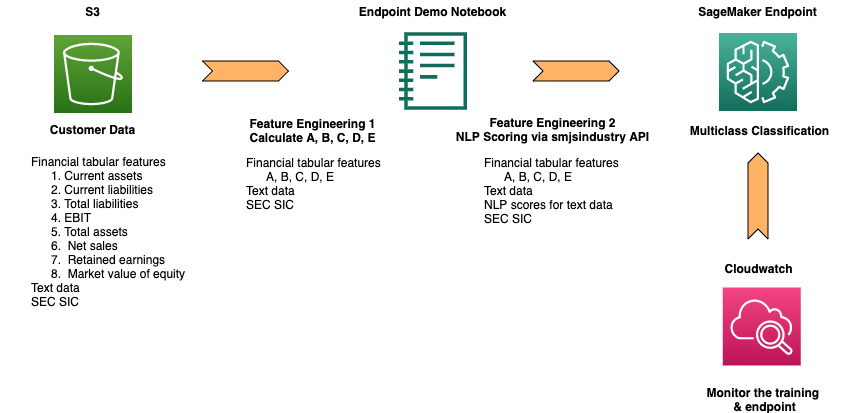 S3
Endpoint Demo Notebook
SageMaker Endpoint
Customer Data
Financial tabular features
1. Current assets
2. Current liabilities
3. Total liabilities
4. EBIT
5. Total assets
6. Net sales
7. Retained earnings
8. Market value of equity
Text data
SEC SIC
Feature Engineering 1
Calculate A, B, C, D, E
Financial tabular features
A, B, C, D, E
Text data
SEC SIC
Feature Engineering 2
NLP Scoring via smjsindustry API
Financial tabular features
A, B, C, D, E
Text data
NLP scores for text data
SEC SIC
Multiclass Classification
Cloudwatch
Monitor the training
& endpoint